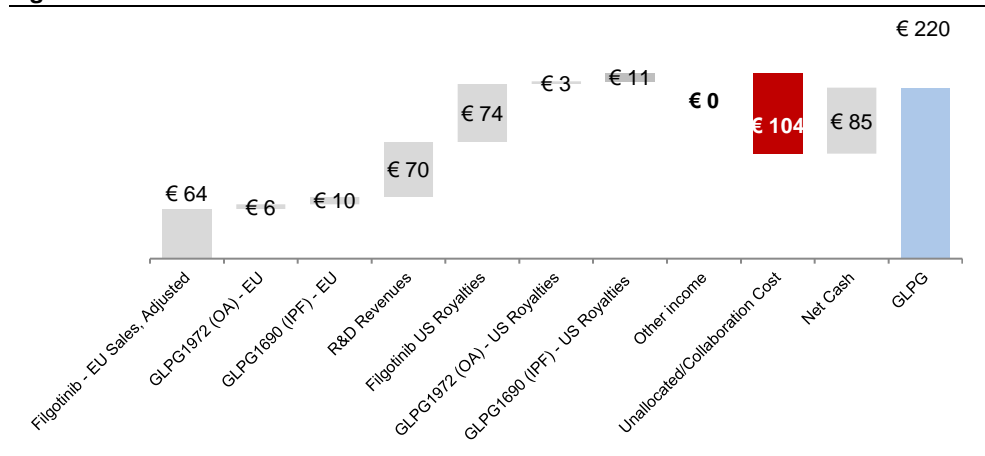 € 220
€ 11
€ 3
€ 0
€ 74
€ 104
€ 85
€ 70
€ 64
€ 6
€ 10
Filgotinib - EU Sales, Adjusted
GLPG1972 (OA) - EU
GLPG1690 (IPF) - EU
R&D Revenues
Filgotinib US Royalties
GLPG1972 (OA) - US Royalties
GLPG1690 (IPF) - US Royalties
Other income
Unallocated/Collaboration Cost
Net Cash
GLPG